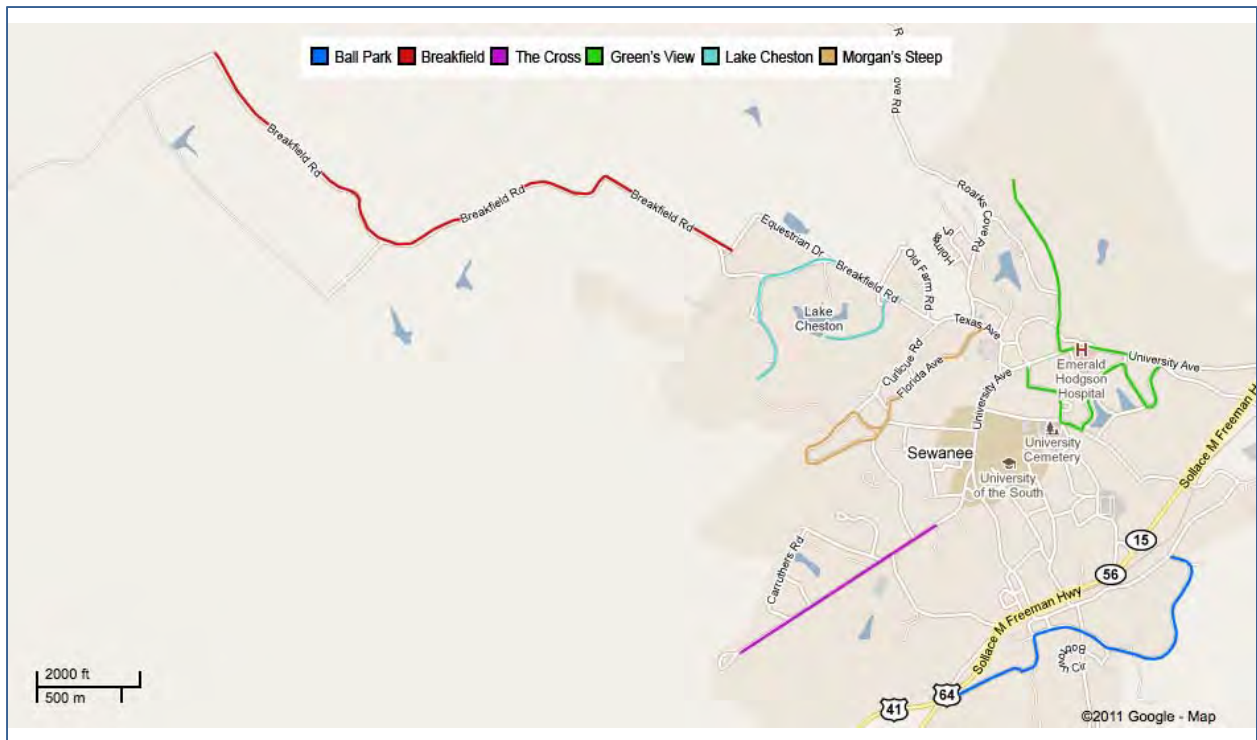 R
Ball Park
Breakfield
The Cross
Green's View
Lake Cheston
Morgan's Steep
ove Rd
Breakfield Rd
Breakfield Rd
Breakfield Rd
Roarks Cove Rd
Equestrian Dr
Breakfield Rd
Old Farm Rd
Lake
Cheston
Texas Ave
Curlicue Rd
Florida Ave
University Ave
H
Emerald
Hodgson
Hospital
University Ave
University
Cemetery
Sewanee
University
of the South
Sollace M Freeman H
15
56
Carruthers Rd
Sollace M Freeman Hwy
Cir
2000 ft
500 m
64
41
©2011 Google - Map